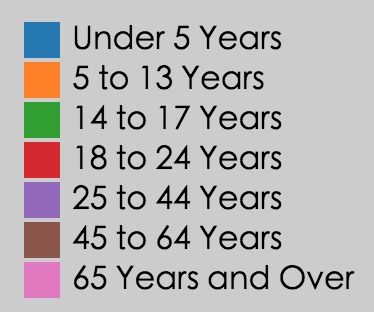 Under 5 Years
5 to 13 Years
14 to 17 Years
18 to 24 Years
25 to 44 Years
45 to 64 Years
65 Years and Over